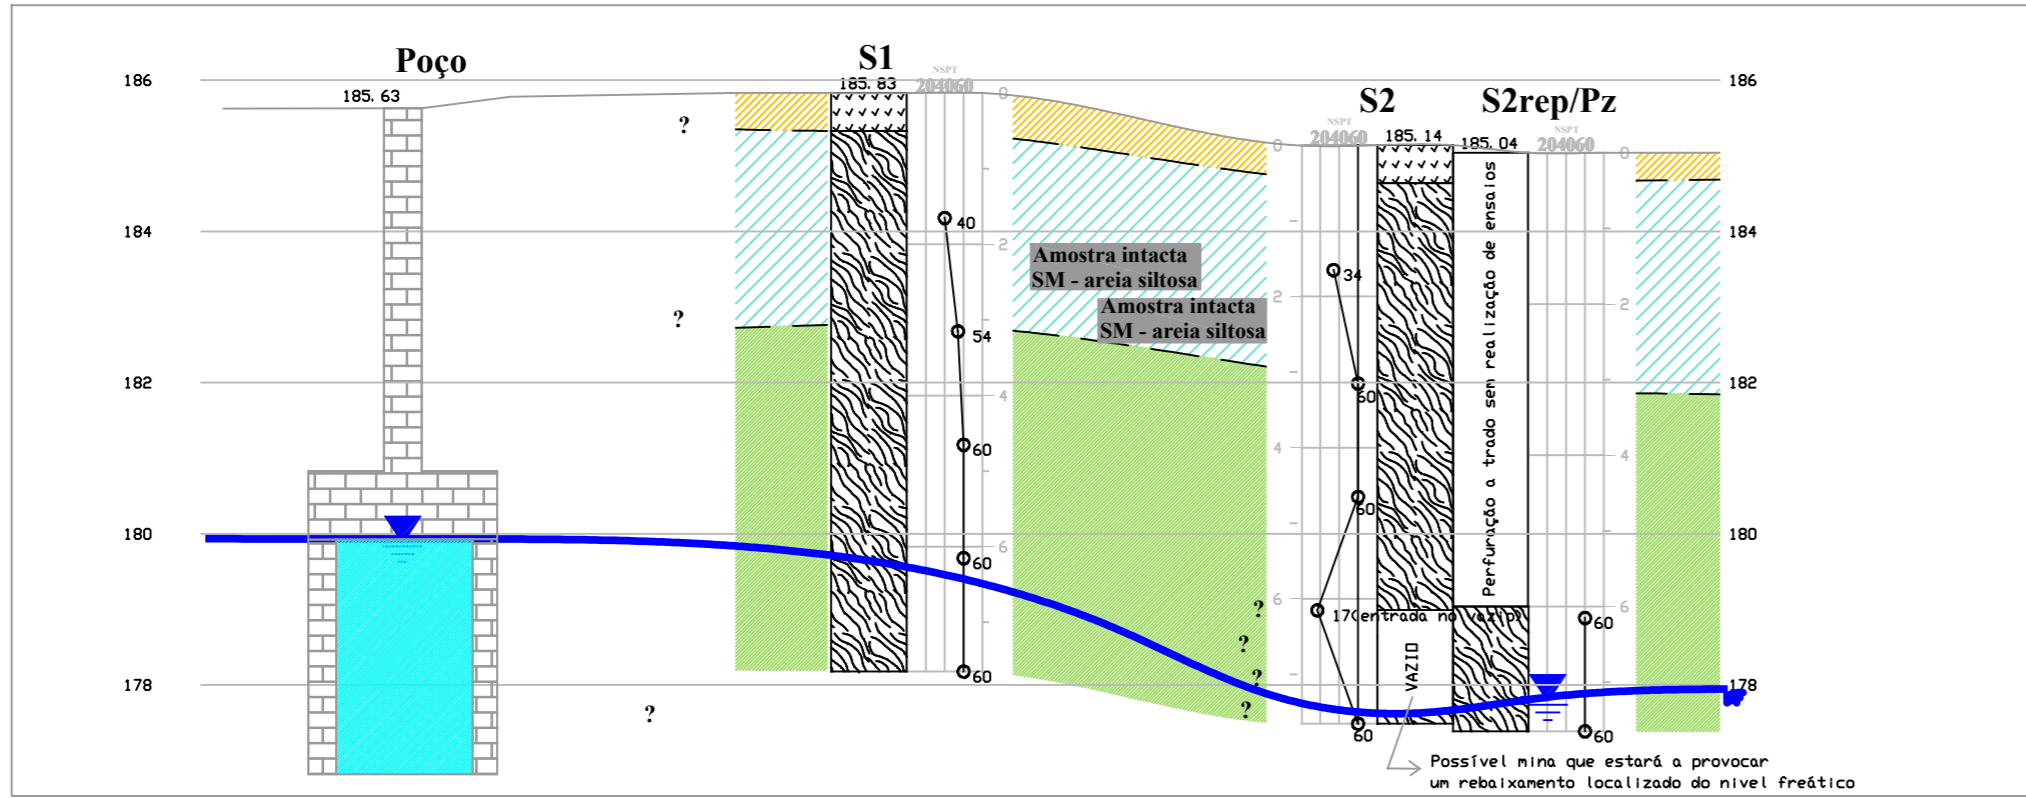 Poço
S1
S2
S2rep/Pz
NSPT
204060
NSPT
204060
NSPT
204060
185.63
185.83
185.14
185.04
186
184
182
180
178
186
184
182
180
178
0
2
4
6
0
2
4
6
0
2
4
6
40
54
60
60
60
34
60
60
17(entrada no vazio)
60
60
60
?
?
?
?
?
?
?
Amostra intacta
SM - areia siltosa
Amostra intacta
SM - areia siltosa
Perfuração a trado sem realização de ensaios
VAZIO
Possível mina que estará a provocar
um rebaixamento localizado do nivel freático